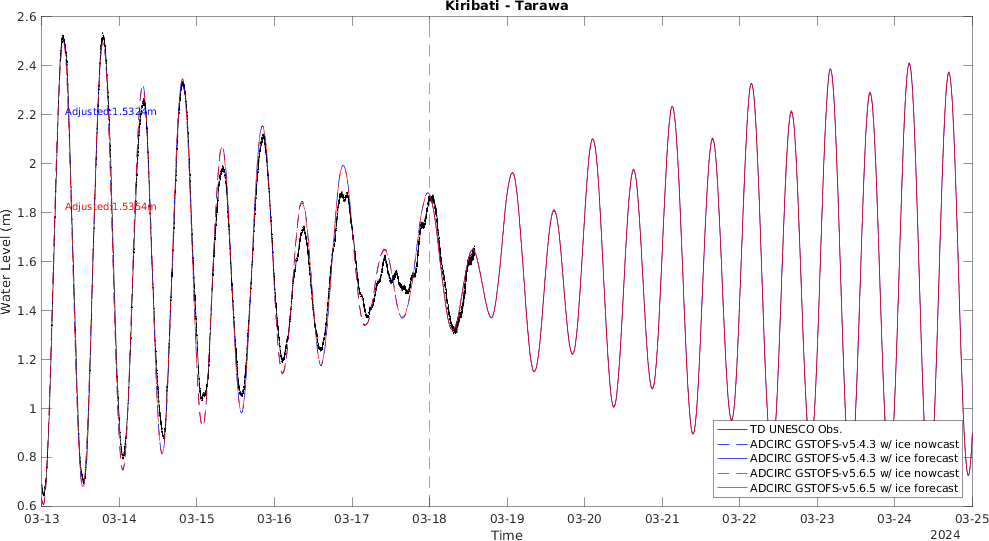 Kiribati - Tarawa
2.6
2.4
2.2
2
1.8
1.6
1.4
1.2
1
0.8
0.6
Water Level (m)
Adjusted:1.5324m
Adjusted:1.5364m
TD UNESCO Obs.
ADCIRC GSTOFS-v5.4.3 w/ ice nowcast
ADCIRC GSTOFS-v5.4.3 w/ ice forecast
ADCIRC GSTOFS-v5.6.5 w/ ice nowcast
ADCIRC GSTOFS-v5.6.5 w/ ice forecast
03-13 03-14 03-15 03-16 03-17 03-18 03-19 03-20 03-21 03-22 03-23 03-24 03-25
Time
2024